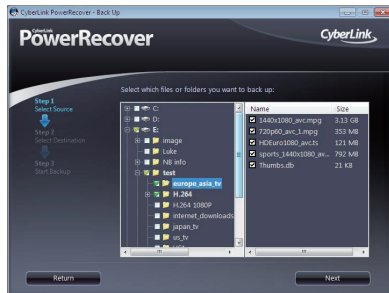 CyberLink PowerRecover - Back Up
CyberLink
PowerRecover
CyberLink
Select which files or folders you want to back up:
Step 1
Select Source
Step 2
Select Destination
Step 3
Start Backup
C:
D:
E:
image
Luke
NB info
test
europe_asia_tv
H.264
H.264 1080P
internet_downloads
japan_tv
us_tv
Name Size
1440x1080_avc.mpg 3.13 GB
720p60_avc_1.mpg 353 MB
HDEuro1080_avc.ts 121 MB
sports_1440x1080_av... 792 MB
Thumbs.db 21 KB
Return
Next